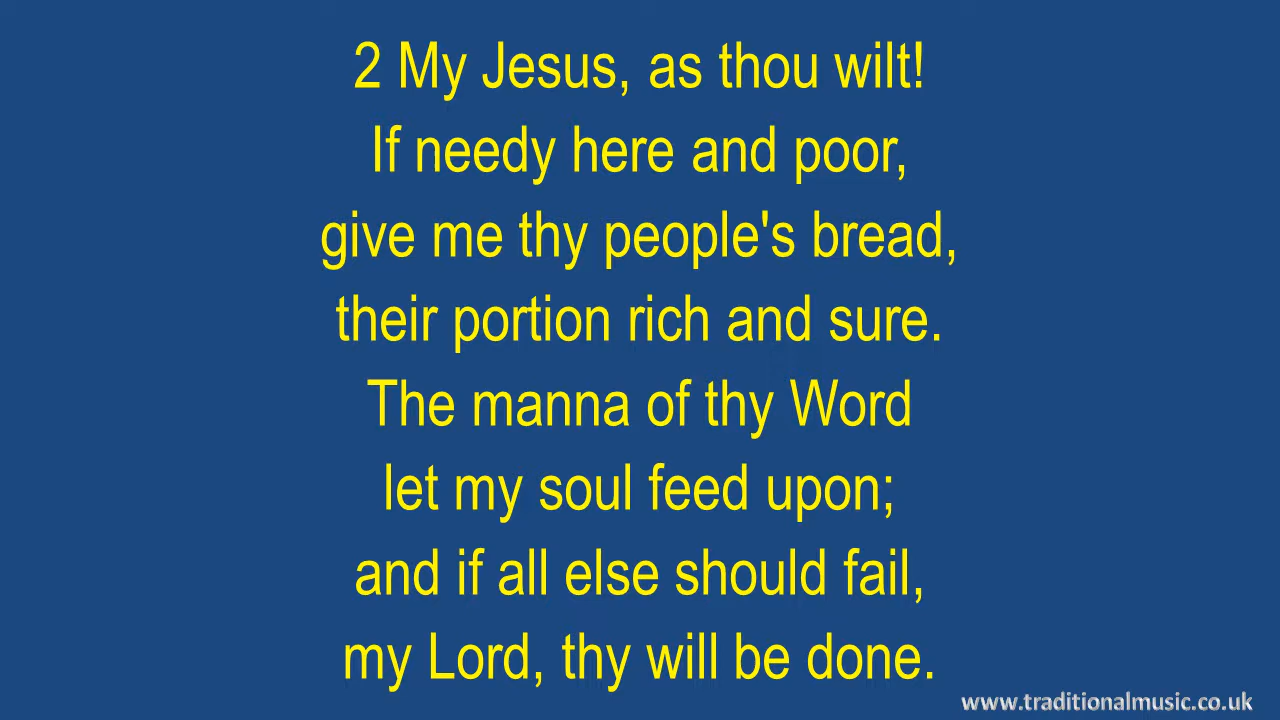 2 My Jesus, as thou wilt!
If needy here and poor,
give me thy people's bread,
their portion rich and sure.
The manna of thy Word
let my soul feed upon;
and if all else should fail,
my Lord, thy will be done.
www.traditionalmusic.co.uk